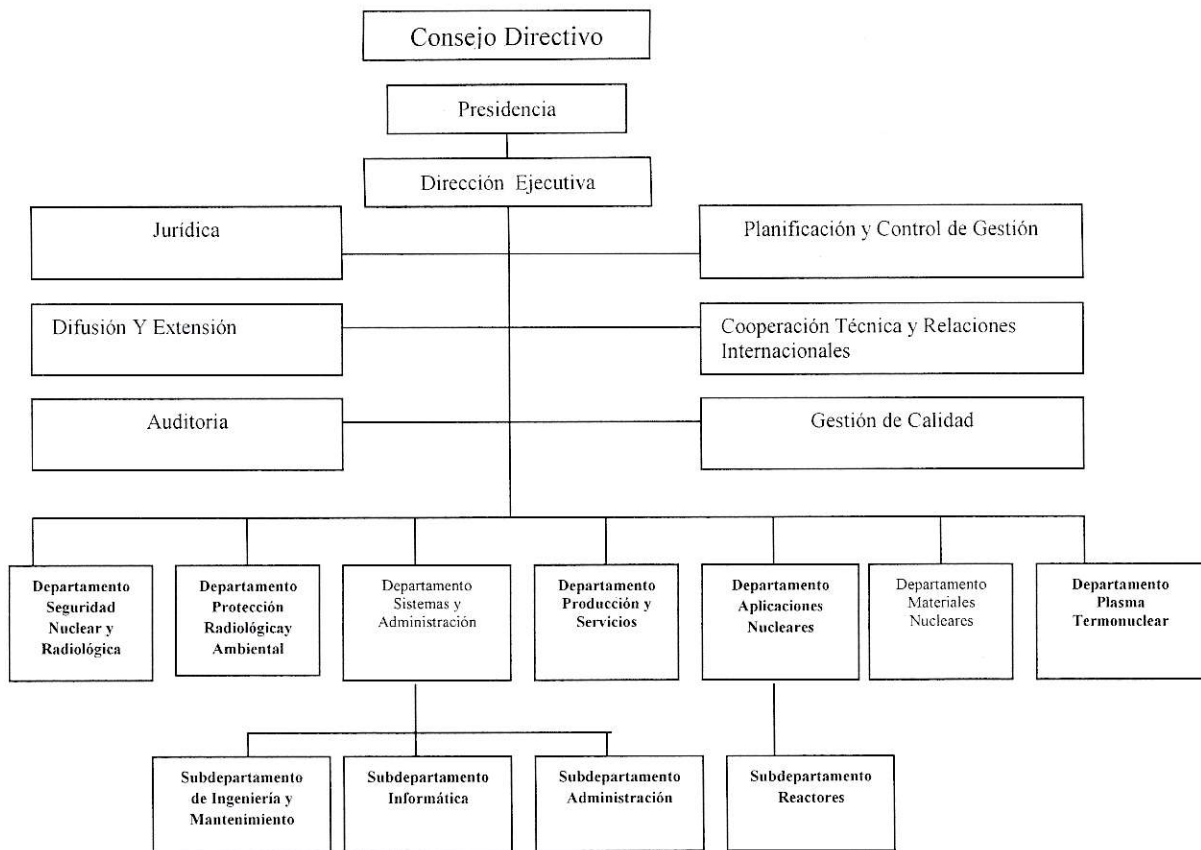 Consejo Directivo
Presidencia
Dirección Ejecutiva
Jurídica
Planificación y Control de Gestión
Difusión Y Extensión
Cooperación Técnica y Relaciones
Internacionales
Auditoria
Gestión de Calidad
Departamento
Seguridad
Nuclear y
Radiológica
Departamento
Protección
Radiológicay
Ambiental
Departamento
Sistemas y
Administración
Departamento
Producción y
Servicios
Departamento
Aplicaciones
Nucleares
Departamento
Materiales
Nucleares
Departamento
Plasma
Termonuclear
Subdepartamento
de Ingeniería y
Mantenimiento
Subdepartamento
Informática
Subdepartamento
Administración
Subdepartamento
Reactores